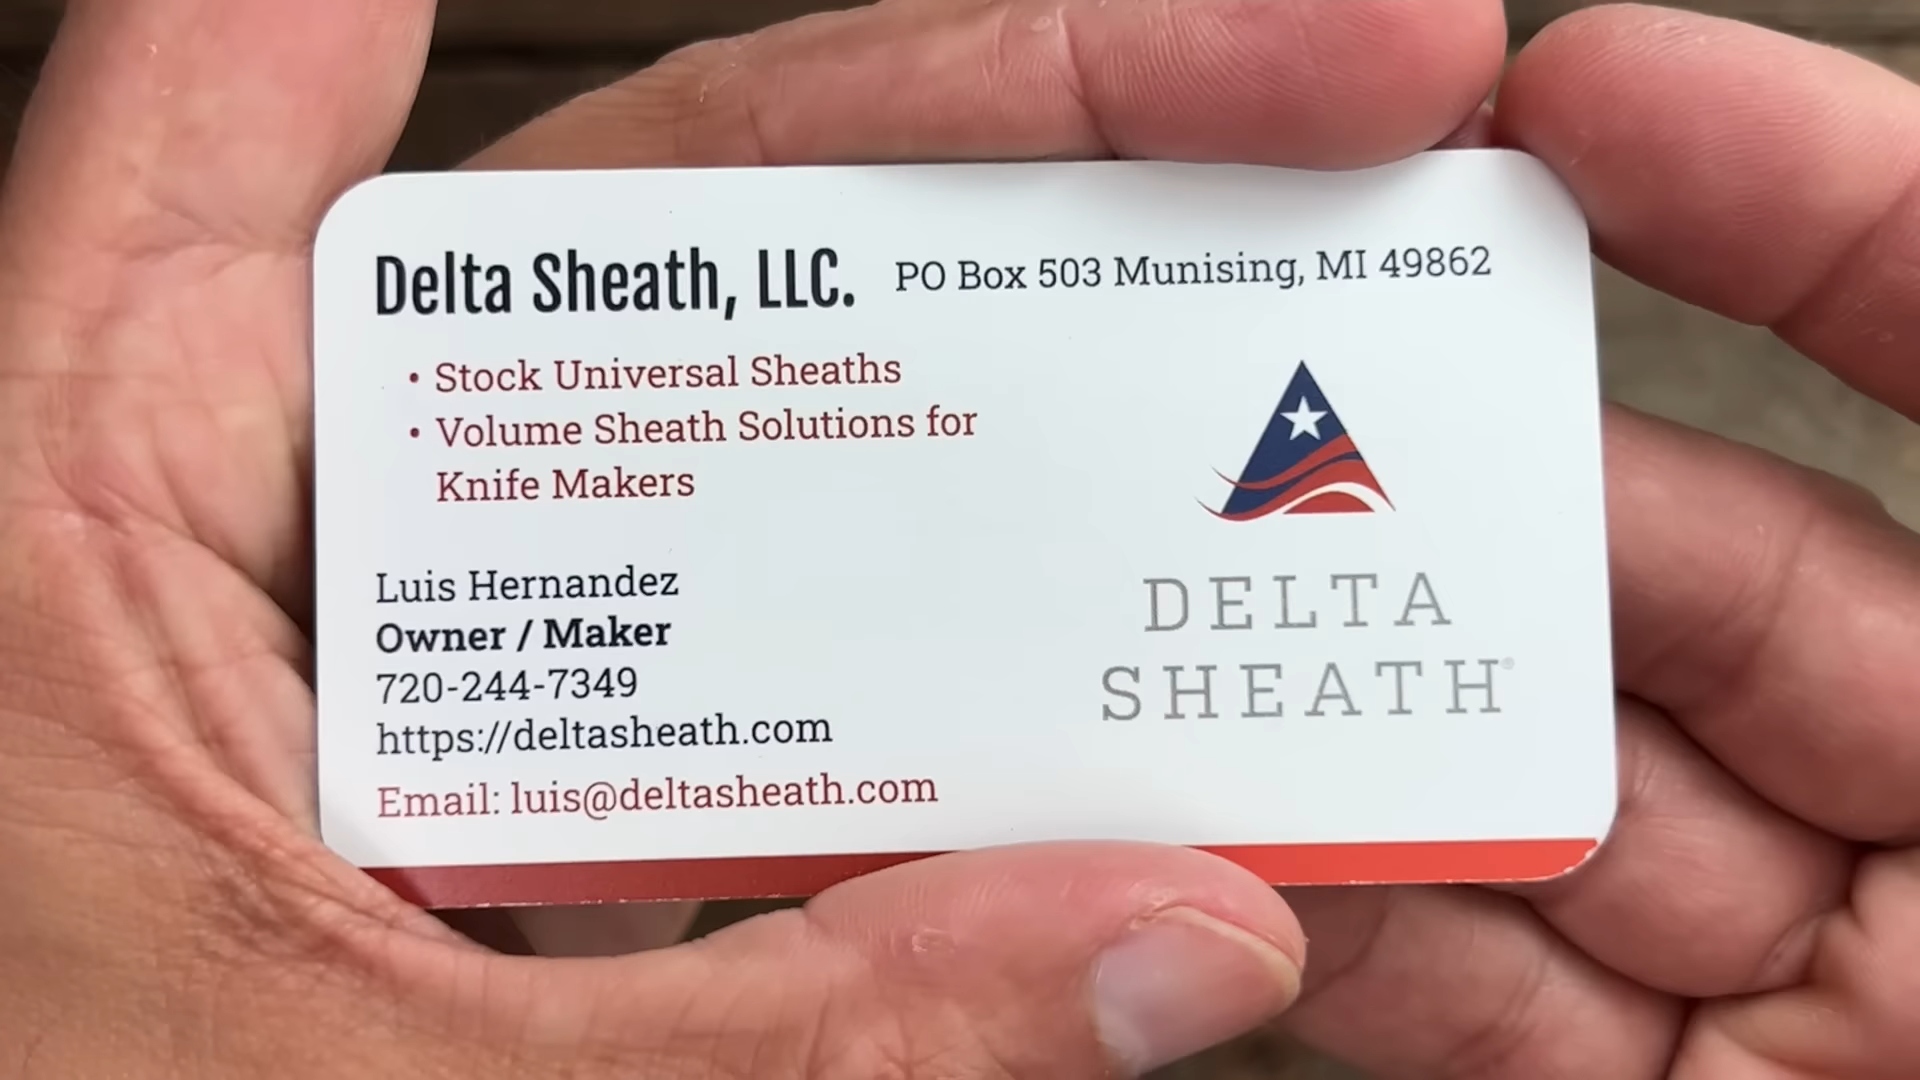 Delta Sheath, LLC. PO Box 503 Munising, MI 49862
• Stock Universal Sheaths
• Volume Sheath Solutions for
Knife Makers
Luis Hernandez
Owner / Maker
720-244-7349
https://deltasheath.com
Email: luis@deltasheath.com
DELTA
SHEATH®